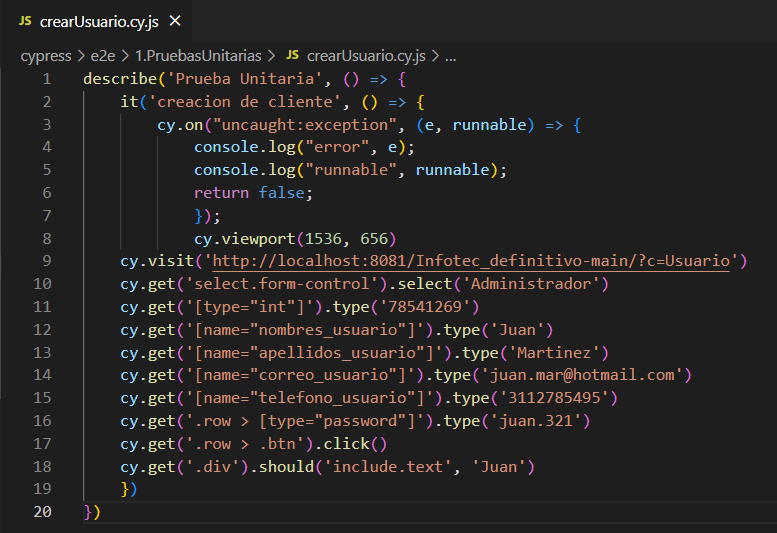 JS crearUsuario.cy.js ×
cypress > e2e > 1.PruebasUnitarias > JS crearUsuario.cy.js > ...
1 describe('Prueba Unitaria', () => {
2 it('creacion de cliente', () => {
3 cy.on("uncaught:exception", (e, runnable) => {
4 console.log("error", e);
5 console.log("runnable", runnable);
6 return false;
7 });
8 cy.viewport(1536, 656)
9 cy.visit('http://localhost:8081/Infotec_definitivo-main/?c=Usuario')
10 cy.get('select.form-control').select('Administrador')
11 cy.get('[type="int"]').type('78541269')
12 cy.get('[name="nombres_usuario"]').type('Juan')
13 cy.get('[name="apellidos_usuario"]').type('Martinez')
14 cy.get('[name="correo_usuario"]').type('juan.mar@hotmail.com')
15 cy.get('[name="telefono_usuario"]').type('3112785495')
16 cy.get('.row > [type="password"]').type('juan.321')
17 cy.get('.row > .btn').click()
18 cy.get('.div').should('include.text', 'Juan')
19 })
20 })